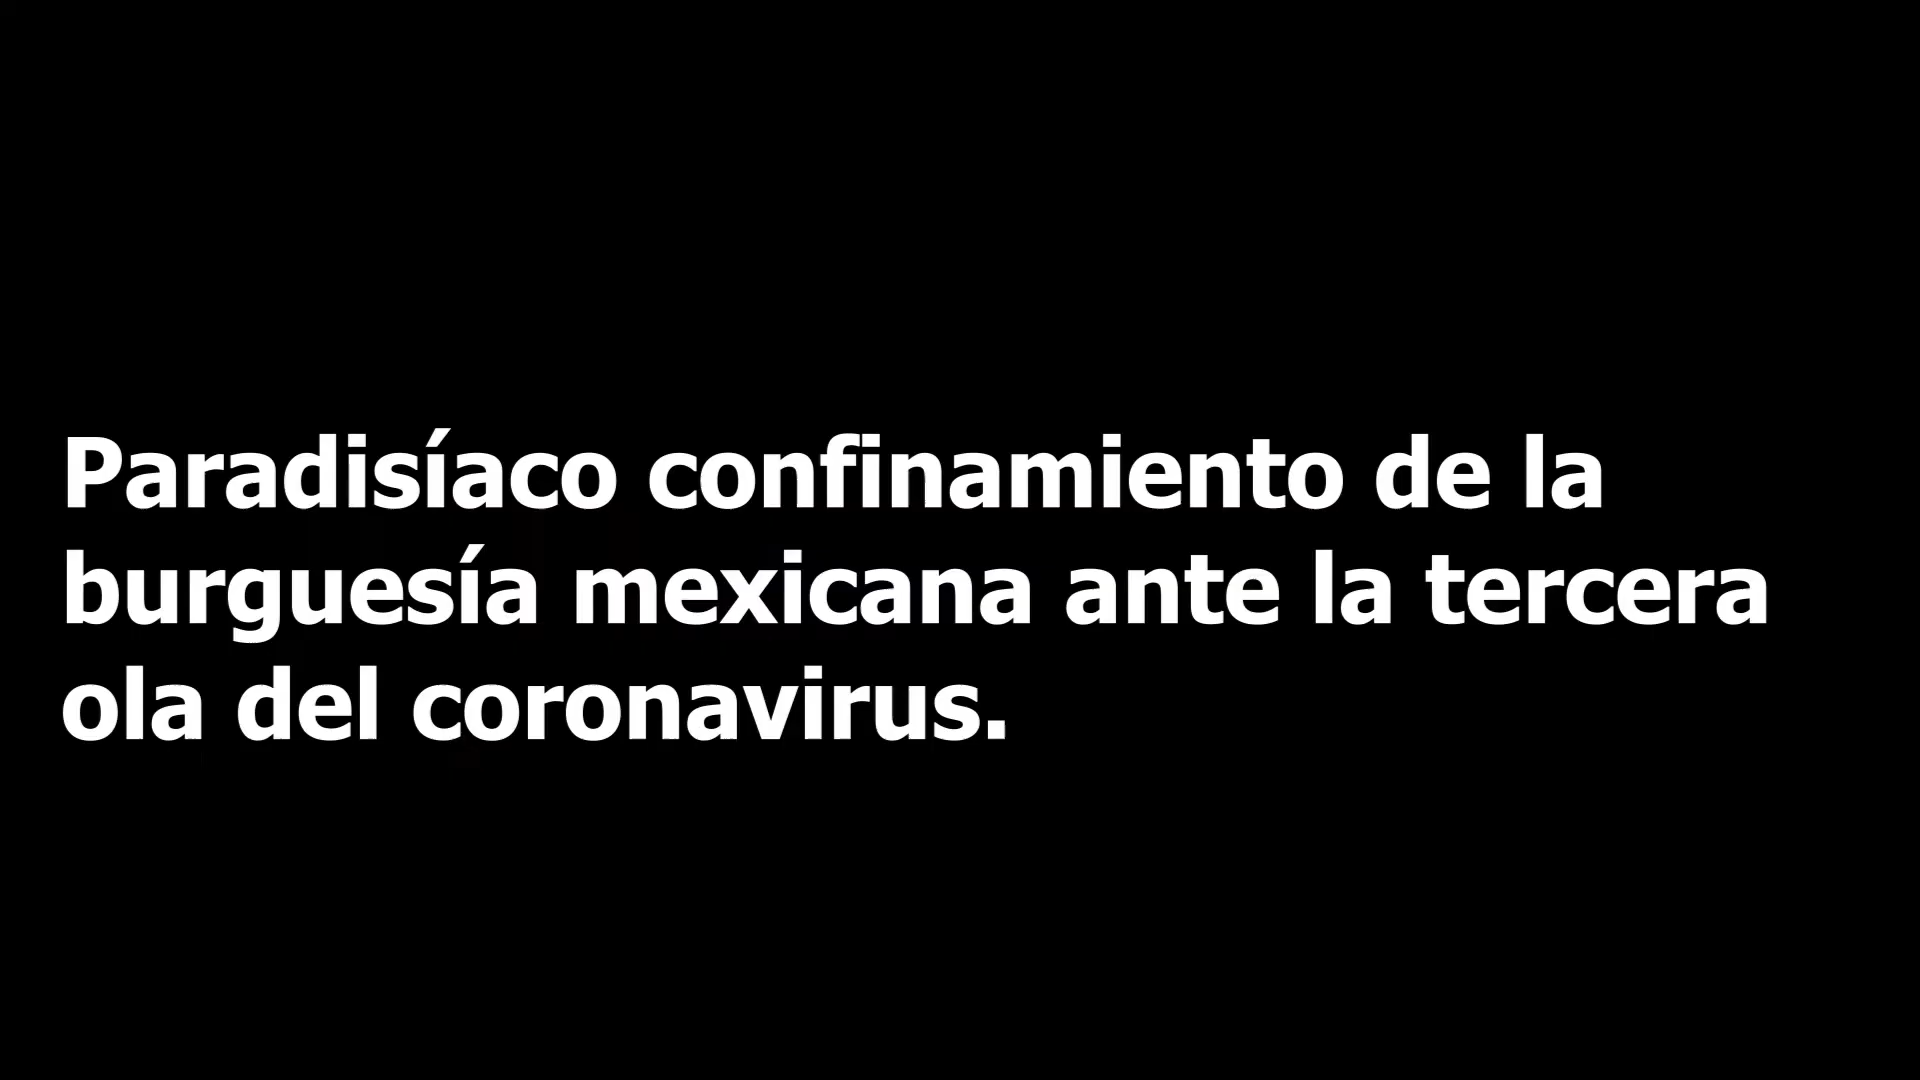 Paradisíaco confinamiento de la
burguesía mexicana ante la tercera
ola del coronavirus.